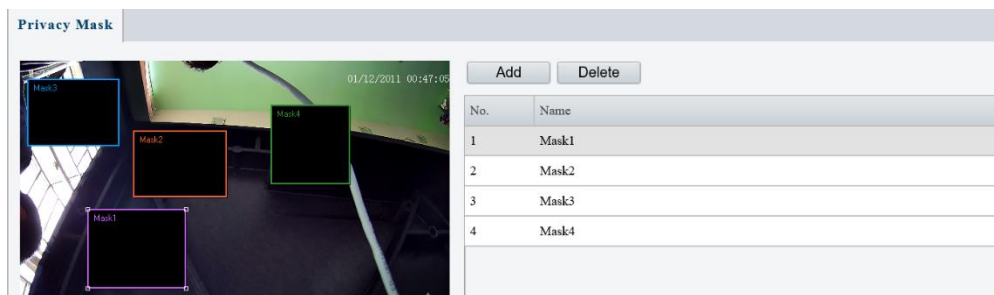 Privacy Mask
01/12/2011 00:47:05
Mask3
Mask4
Mask2
Mask1
Add Delete
No. Name
1 Mask1
2 Mask2
3 Mask3
4 Mask4